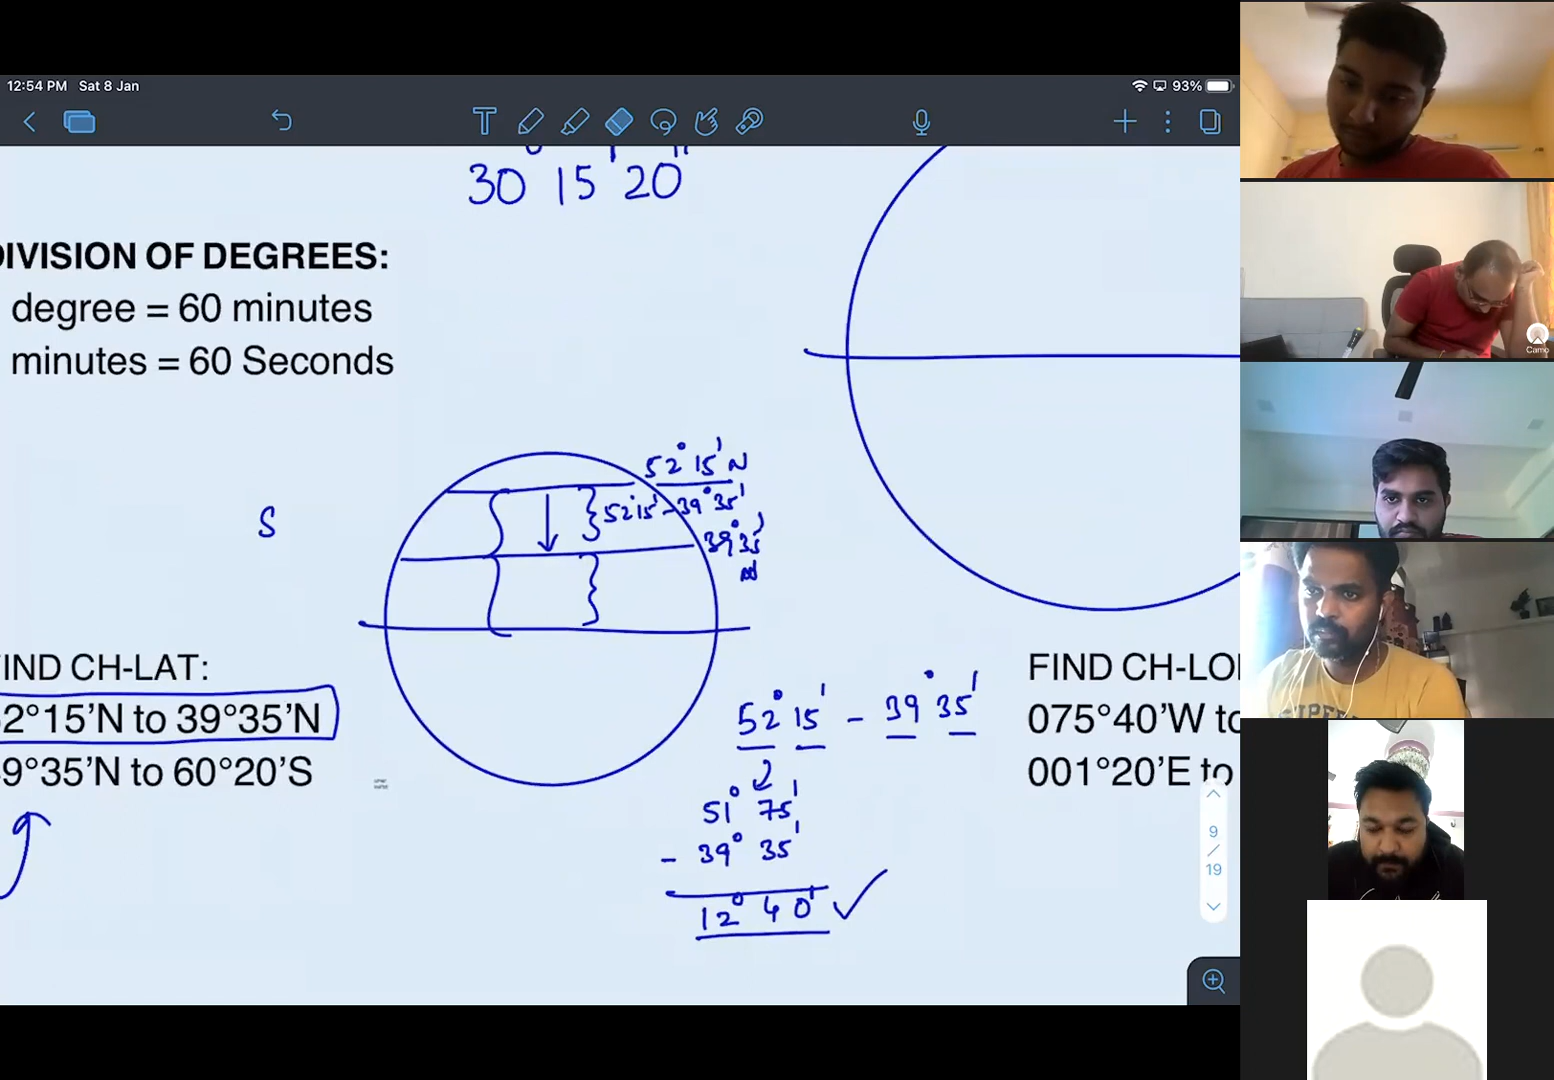 12:54 PM Sat 8 Jan
93%
30° 15' 20"
DIVISION OF DEGREES:
degree = 60 minutes
minutes = 60 Seconds
52° 15' N
52° 15' - 39° 35'
39° 35'
N
S
FIND CH-LAT:
2°15'N to 39°35'N
9°35'N to 60°20'S
52° 15' - 39° 35'
51° 75'
- 39° 35'
12° 40'
FIND CH-LO
075°40'W to
001°20'E to
9
/
19
Camo